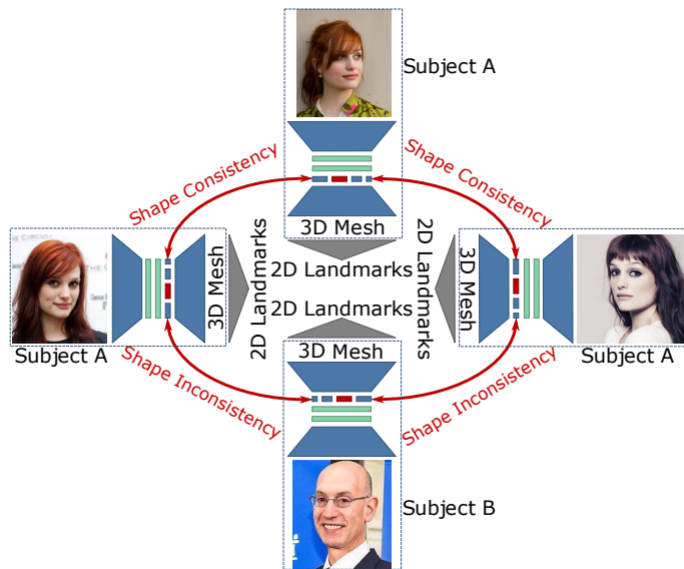 Subject A
Shape Consistency
Shape Consistency
3D Mesh
2D Landmarks
3D Mesh
2D Landmarks
2D Landmarks
3D Mesh
2D Landmarks
3D Mesh
Subject A
Subject A
Shape Inconsistency
Shape Inconsistency
Subject B